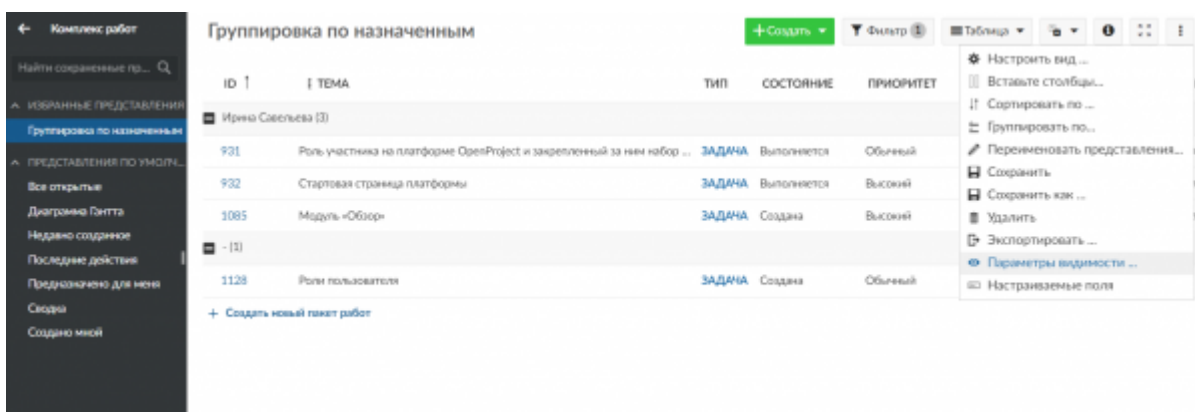 Комплекс работ
Группировка по назначенным
+ Создать
Фильтр 1
Таблица
Найти сохраненные пр...
ИЗБРАННЫЕ ПРЕДСТАВЛЕНИЯ
Группировка по назначенным
ПРЕДСТАВЛЕНИЯ ПО УМОЛЧ...
Все открытые
Диаграмма Гантта
Недавно созданное
Последние действия
Предназначено для меня
Сводка
Создано мной
ID ТЕМА ТИП СОСТОЯНИЕ ПРИОРИТЕТ
Ирина Савельева (3)
931 Роль участника на платформе OpenProject и закрепленный за ним набор ... ЗАДАЧА Выполняется Обычный
932 Стартовая страница платформы ЗАДАЧА Выполняется Высокий
1085 Модуль «Обзор» ЗАДАЧА Создана Высокий
- (1)
1128 Роли пользователя ЗАДАЧА Создана Обычный
+ Создать новый пакет работ
Настроить вид ...
Вставьте столбцы...
Сортировать по ...
Группировать по...
Переименовать представления...
Сохранить
Сохранить как ...
Удалить
Экспортировать ...
Параметры видимости ...
Настраиваемые поля